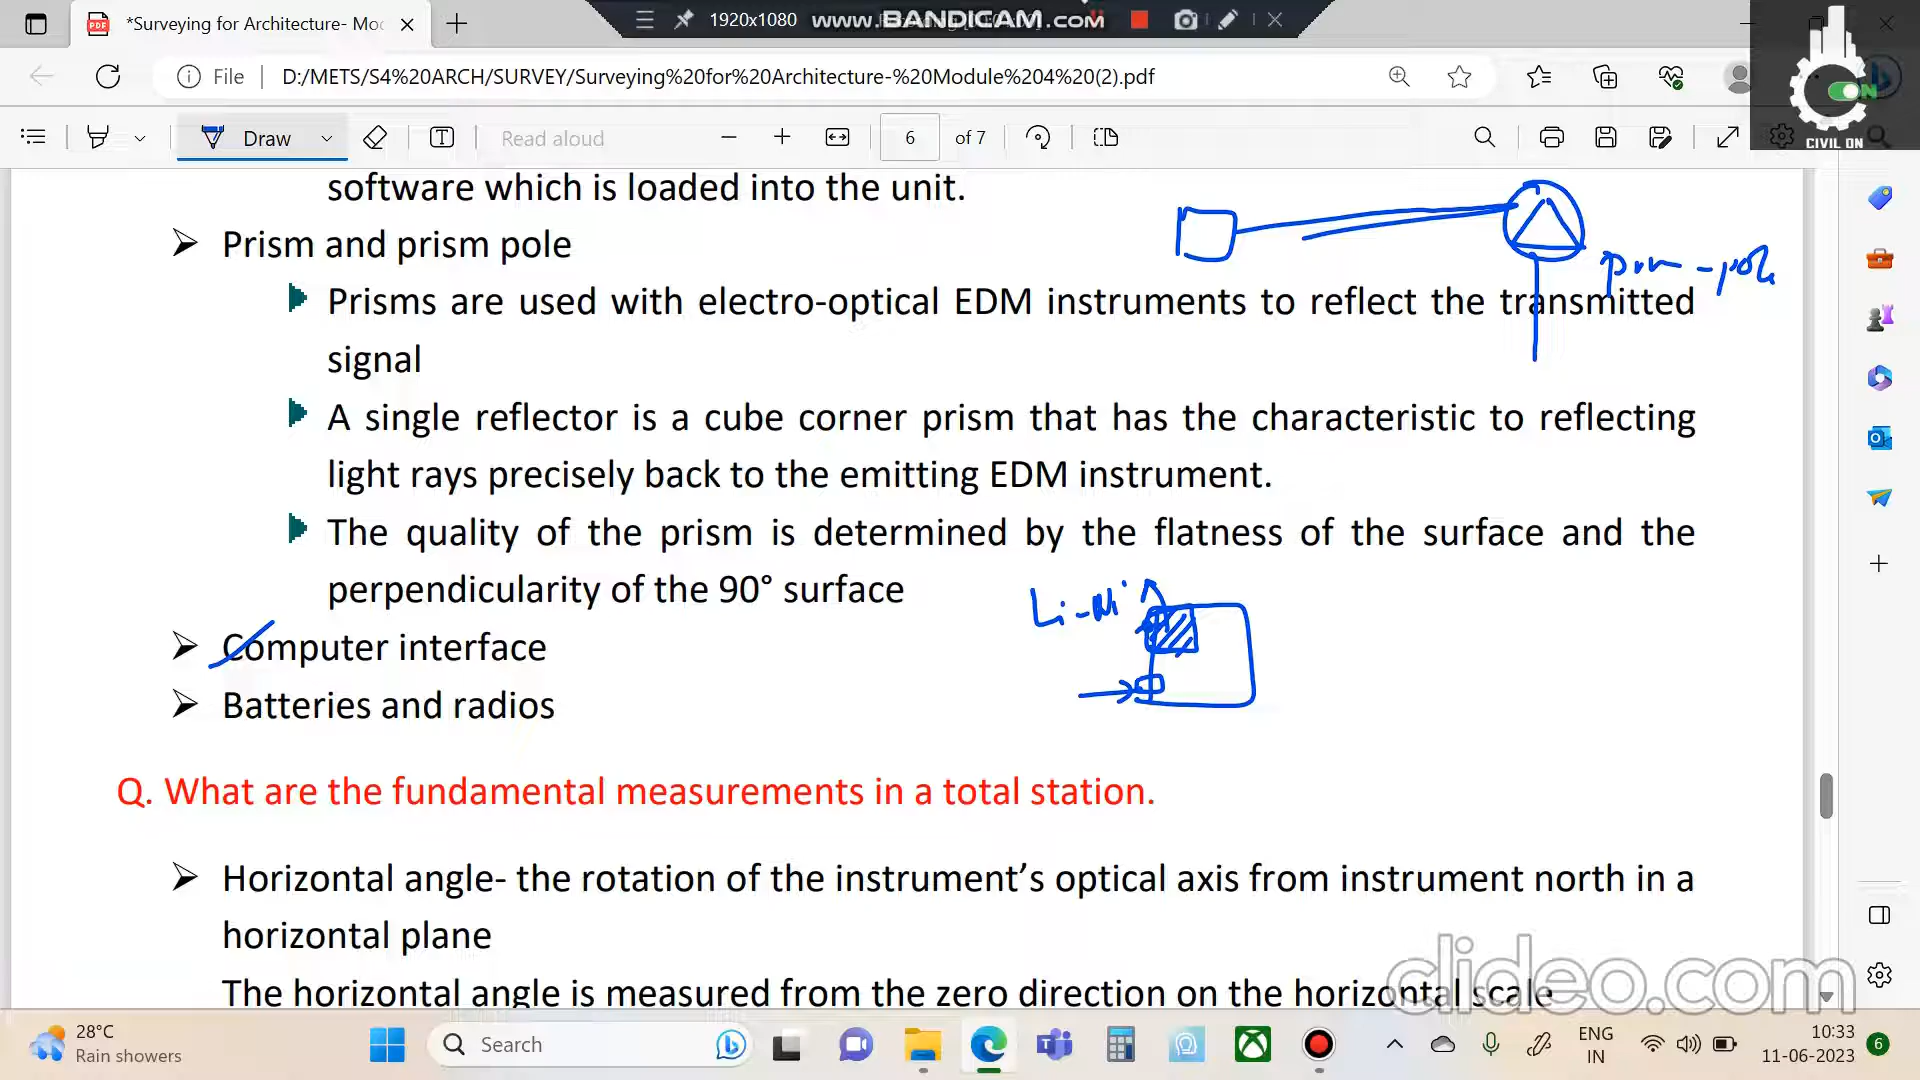 *Surveying for Architecture- Moc
1920x1080
www.BANDICAM.com
File
D:/METS/S4%20ARCH/SURVEY/Surveying%20for%20Architecture-%20Module%204%20(2).pdf
Draw
Read aloud
6 of 7
ON
CIVIL ON
software which is loaded into the unit.
Prism and prism pole
Prisms are used with electro-optical EDM instruments to reflect the transmitted
signal
A single reflector is a cube corner prism that has the characteristic to reflecting
light rays precisely back to the emitting EDM instrument.
The quality of the prism is determined by the flatness of the surface and the
perpendicularity of the 90° surface
Li-Ni
Computer interface
Batteries and radios
Q. What are the fundamental measurements in a total station.
Horizontal angle- the rotation of the instrument's optical axis from instrument north in a
horizontal plane
The horizontal angle is measured from the zero direction on the horizontal scale
clideo.com
28°C
Rain showers
Search
ENG
IN
10:33
11-06-2023
6